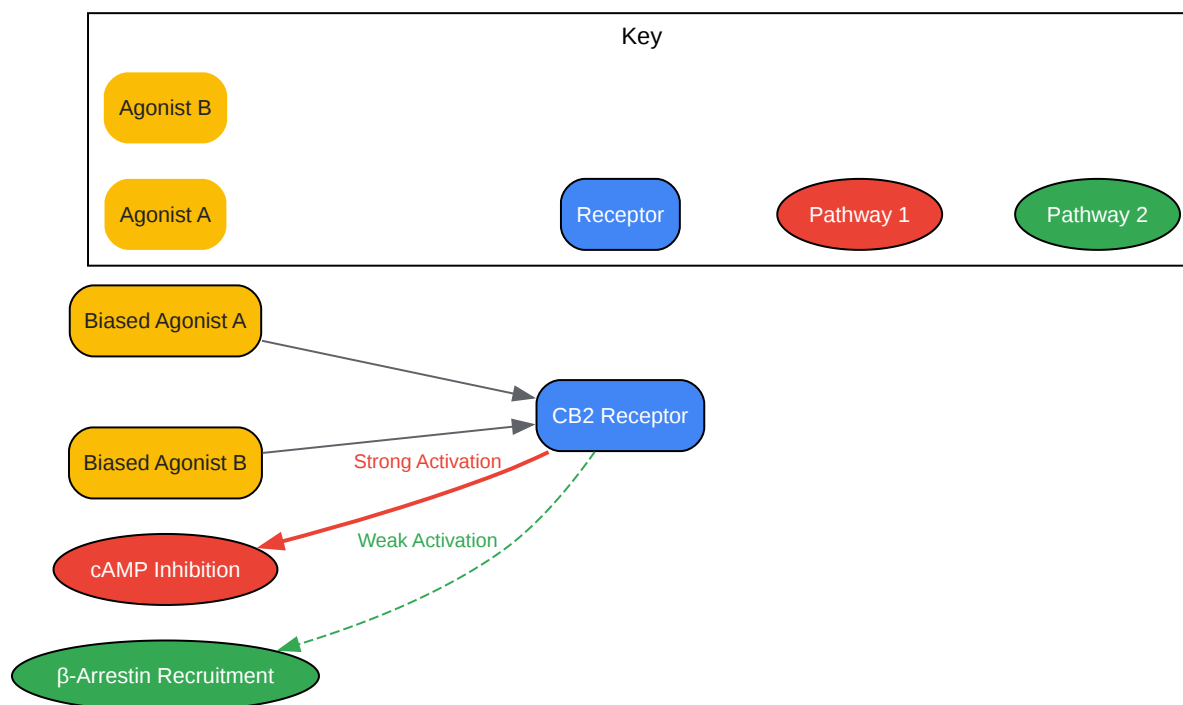 Key
Agonist B
Agonist A
Receptor
Pathway 1
Pathway 2
Biased Agonist A
CB2 Receptor
Biased Agonist B
Strong Activation
Weak Activation
cAMP Inhibition
β-Arrestin Recruitment